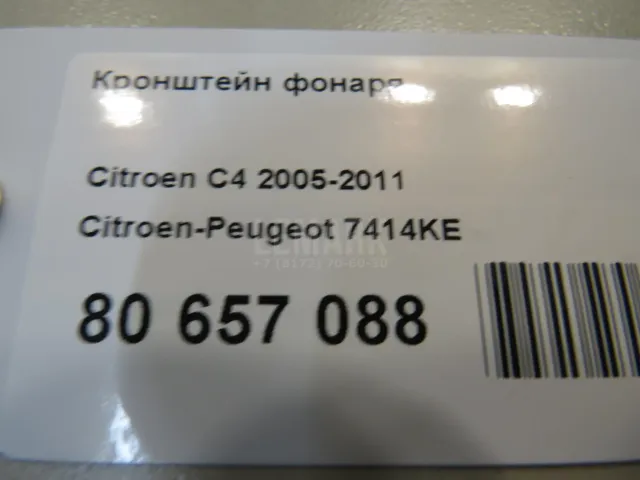 Кронштейн фонаря
Citroen C4 2005-2011
Citroen-Peugeot 7414KE
80 657 088